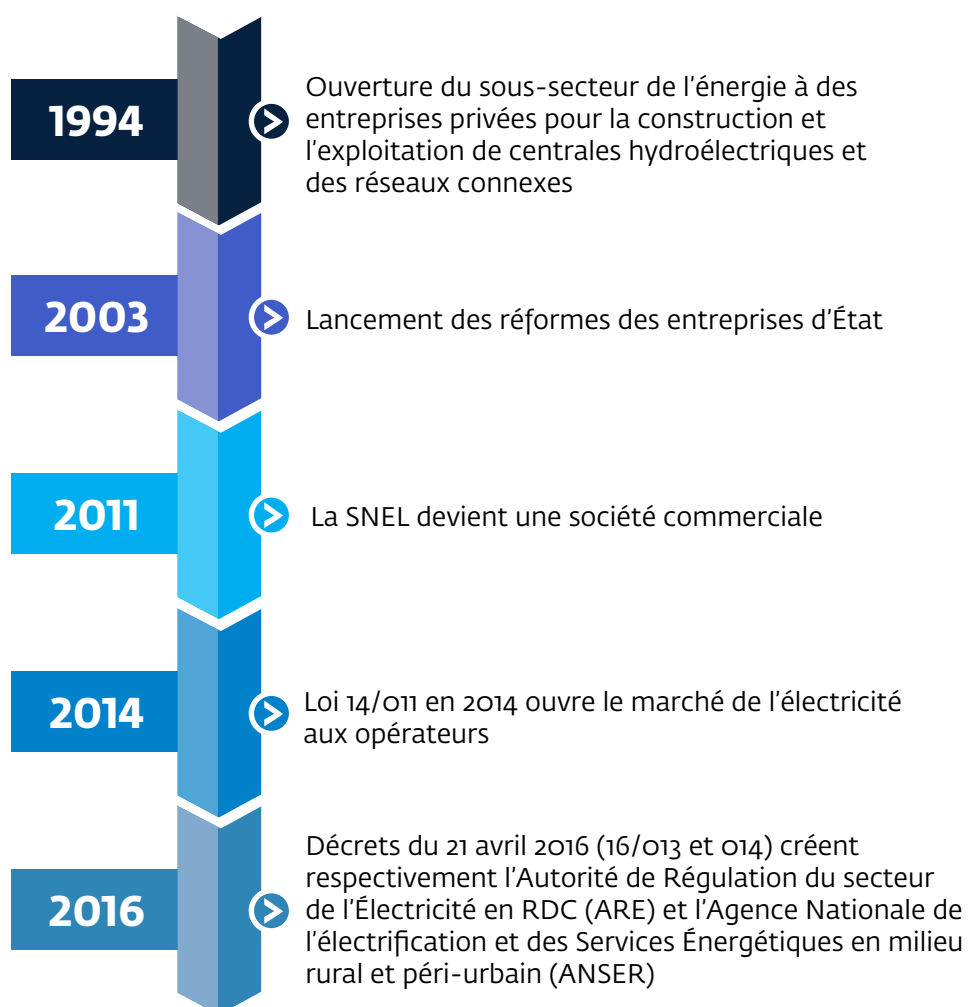 1994
Ouverture du sous-secteur de l'énergie à des
entreprises privées pour la construction et
l'exploitation de centrales hydroélectriques et
des réseaux connexes
2003
Lancement des réformes des entreprises d'État
2011
La SNEL devient une société commerciale
2014
Loi 14/011 en 2014 ouvre le marché de l'électricité
aux opérateurs
2016
Décrets du 21 avril 2016 (16/013 et 014) créent
respectivement l'Autorité de Régulation du secteur
de l'Électricité en RDC (ARE) et l'Agence Nationale de
l'électrification et des Services Énergétiques en milieu
rural et péri-urbain (ANSER)